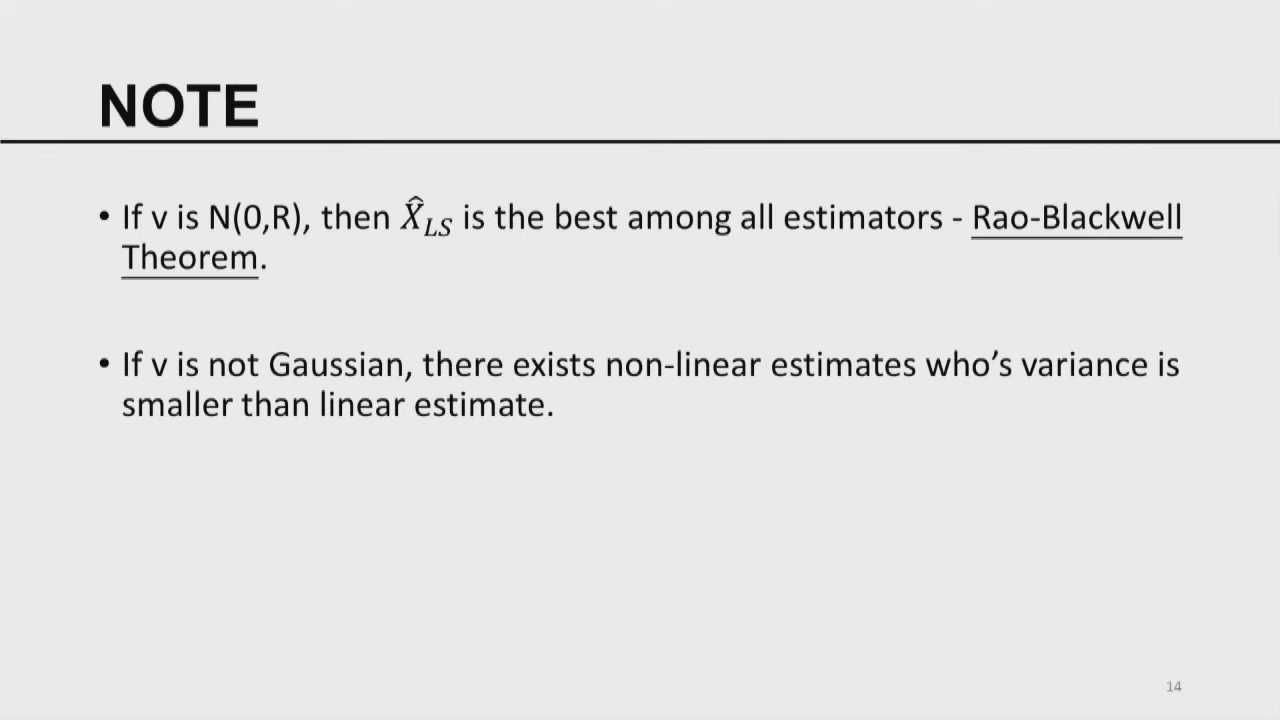 NOTE
• If v is N(0,R), then X̂_LS is the best among all estimators - Rao-Blackwell
Theorem.
• If v is not Gaussian, there exists non-linear estimates who’s variance is
smaller than linear estimate.
14